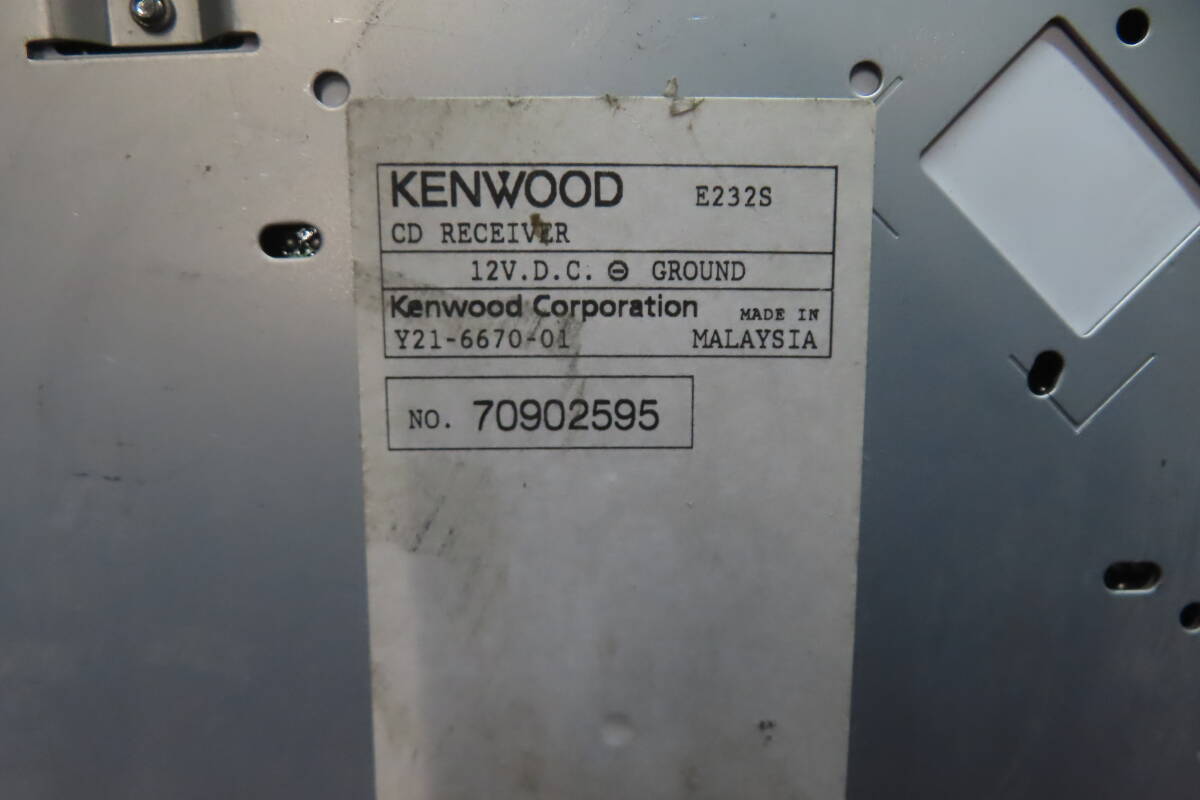 KENWOOD E232S
CD RECEIVER
12V.D.C. ⊖ GROUND
Kenwood Corporation MADE IN
Y21-6670-01 MALAYSIA
NO. 70902595